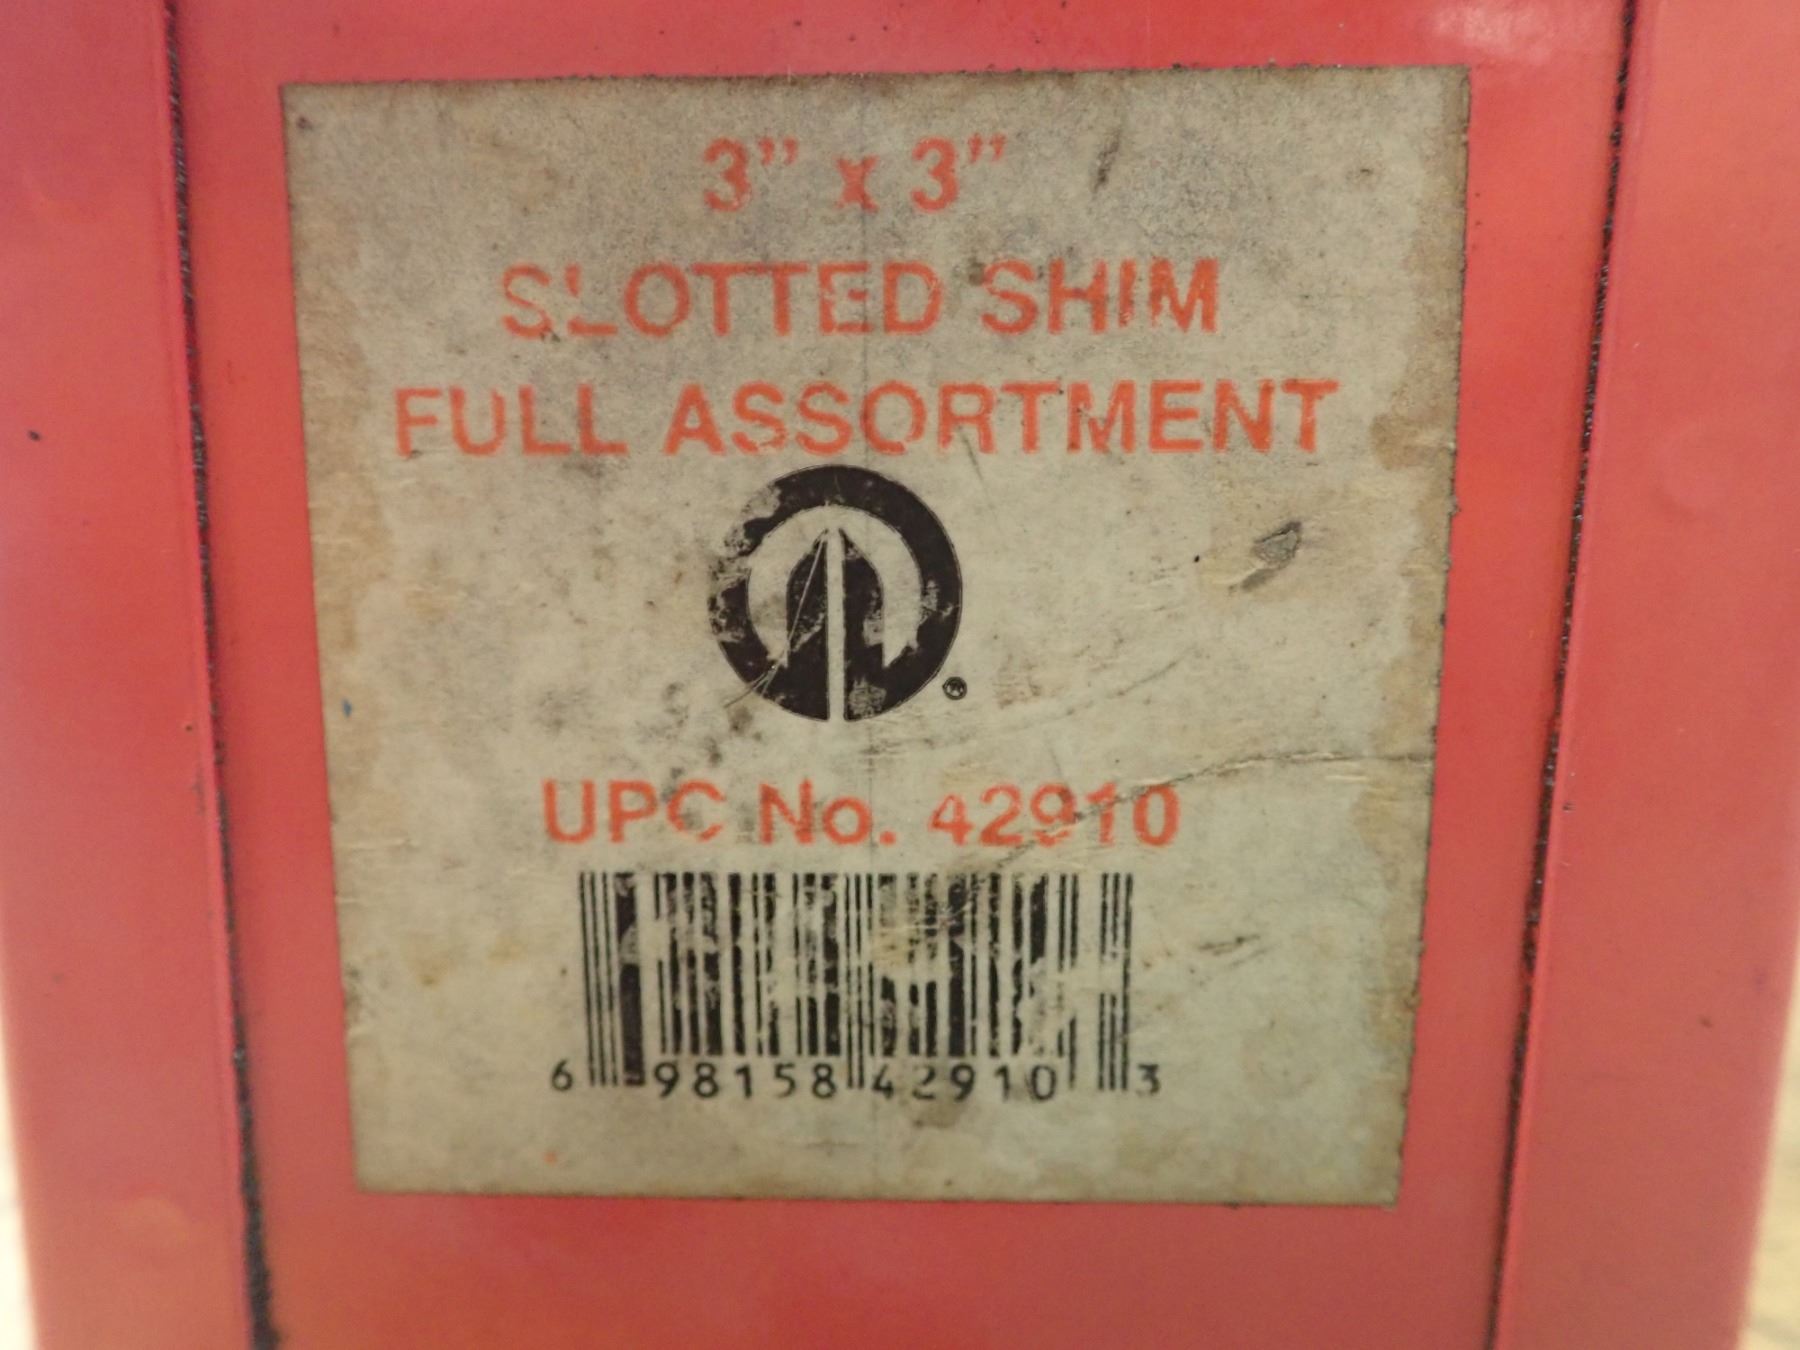 3" x 3"
SLOTTED SHIM
FULL ASSORTMENT
®
UPC No. 42910
6 98158 42910 3